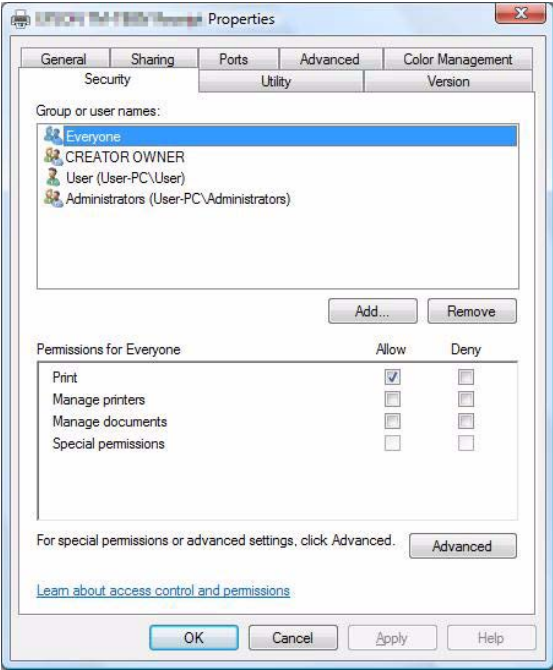 Properties
General Sharing Ports Advanced Color Management
Security Utility Version
Group or user names:
Everyone
CREATOR OWNER
User (User-PC\User)
Administrators (User-PC\Administrators)
Add... Remove
Permissions for Everyone Allow Deny
Print
Manage printers
Manage documents
Special permissions
For special permissions or advanced settings, click Advanced. Advanced
Learn about access control and permissions
OK Cancel Apply Help